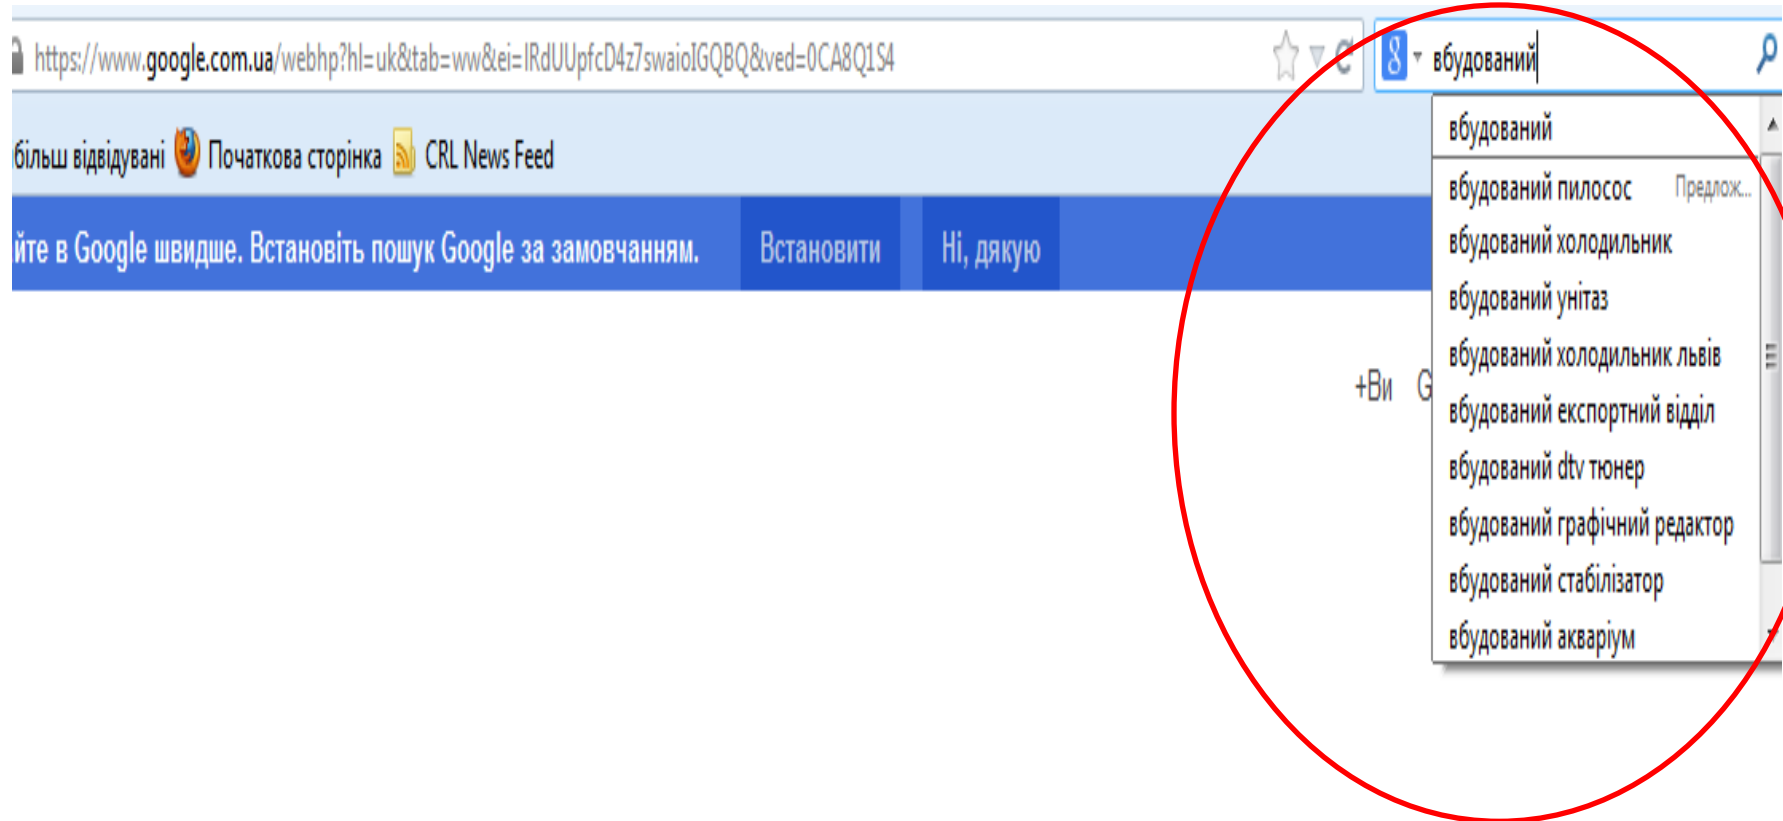 https://www.google.com.ua/webhp?hl=uk&tab=ww&ei=lRdUUpfcD4z7swaioIGQBQ&ved=0CA8Q1S4
8 вбудований
більш відвідувані Початкова сторінка CRL News Feed
йте в Google швидше. Встановіть пошук Google за замовчанням. Встановити Ні, дякую
+Ви G
вбудований
вбудований пилосос Предлож...
вбудований холодильник
вбудований унітаз
вбудований холодильник львів
вбудований експортний відділ
вбудований dtv тюнер
вбудований графічний редактор
вбудований стабілізатор
вбудований акваріум